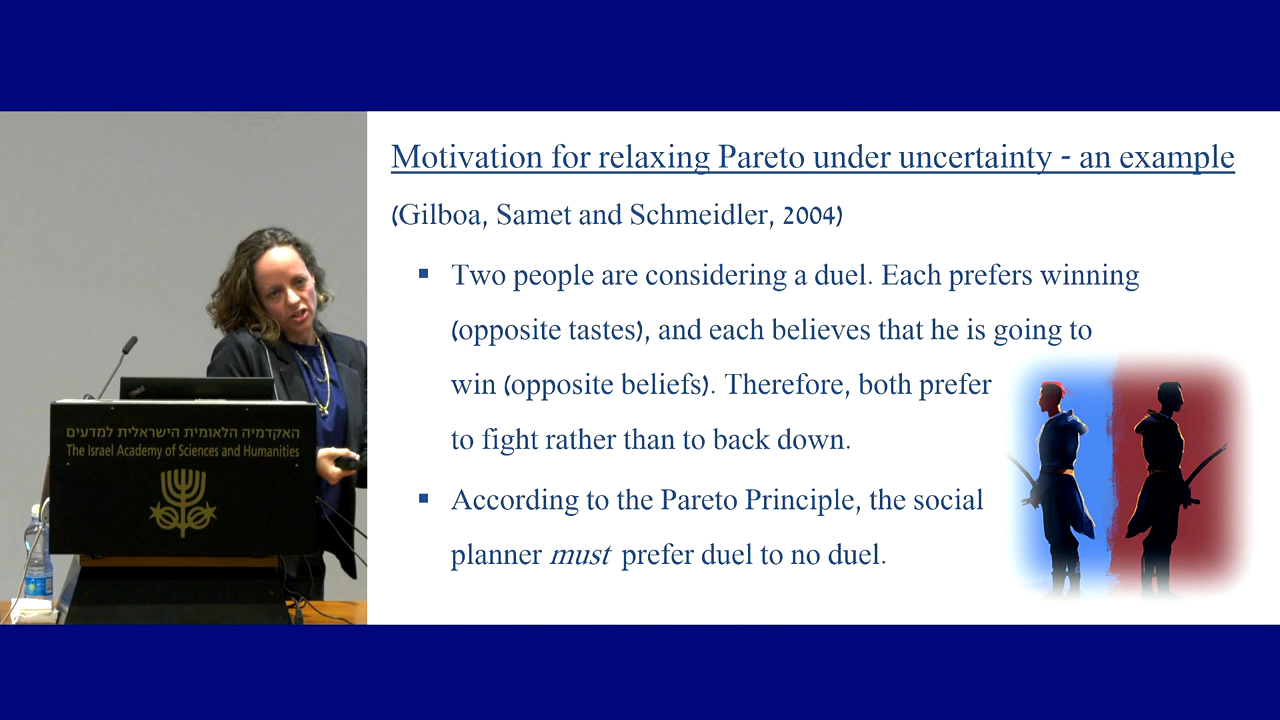 Motivation for relaxing Pareto under uncertainty - an example
(Gilboa, Samet and Schmeidler, 2004)
▪ Two people are considering a duel. Each prefers winning
(opposite tastes), and each believes that he is going to
win (opposite beliefs). Therefore, both prefer
to fight rather than to back down.
▪ According to the Pareto Principle, the social
planner must prefer duel to no duel.
האקדמיה הלאומית הישראלית למדעים
The Israel Academy of Sciences and Humanities